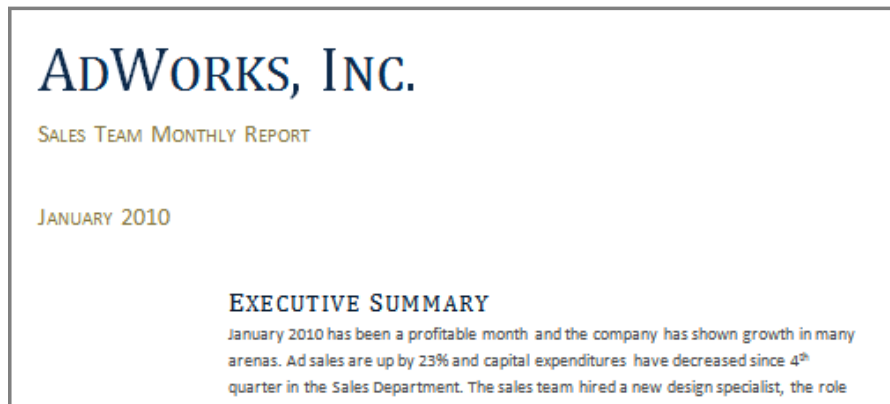 AdWorks, Inc.
Sales Team Monthly Report
January 2010
Executive Summary
January 2010 has been a profitable month and the company has shown growth in many
arenas. Ad sales are up by 23% and capital expenditures have decreased since 4th
quarter in the Sales Department. The sales team hired a new design specialist, the role